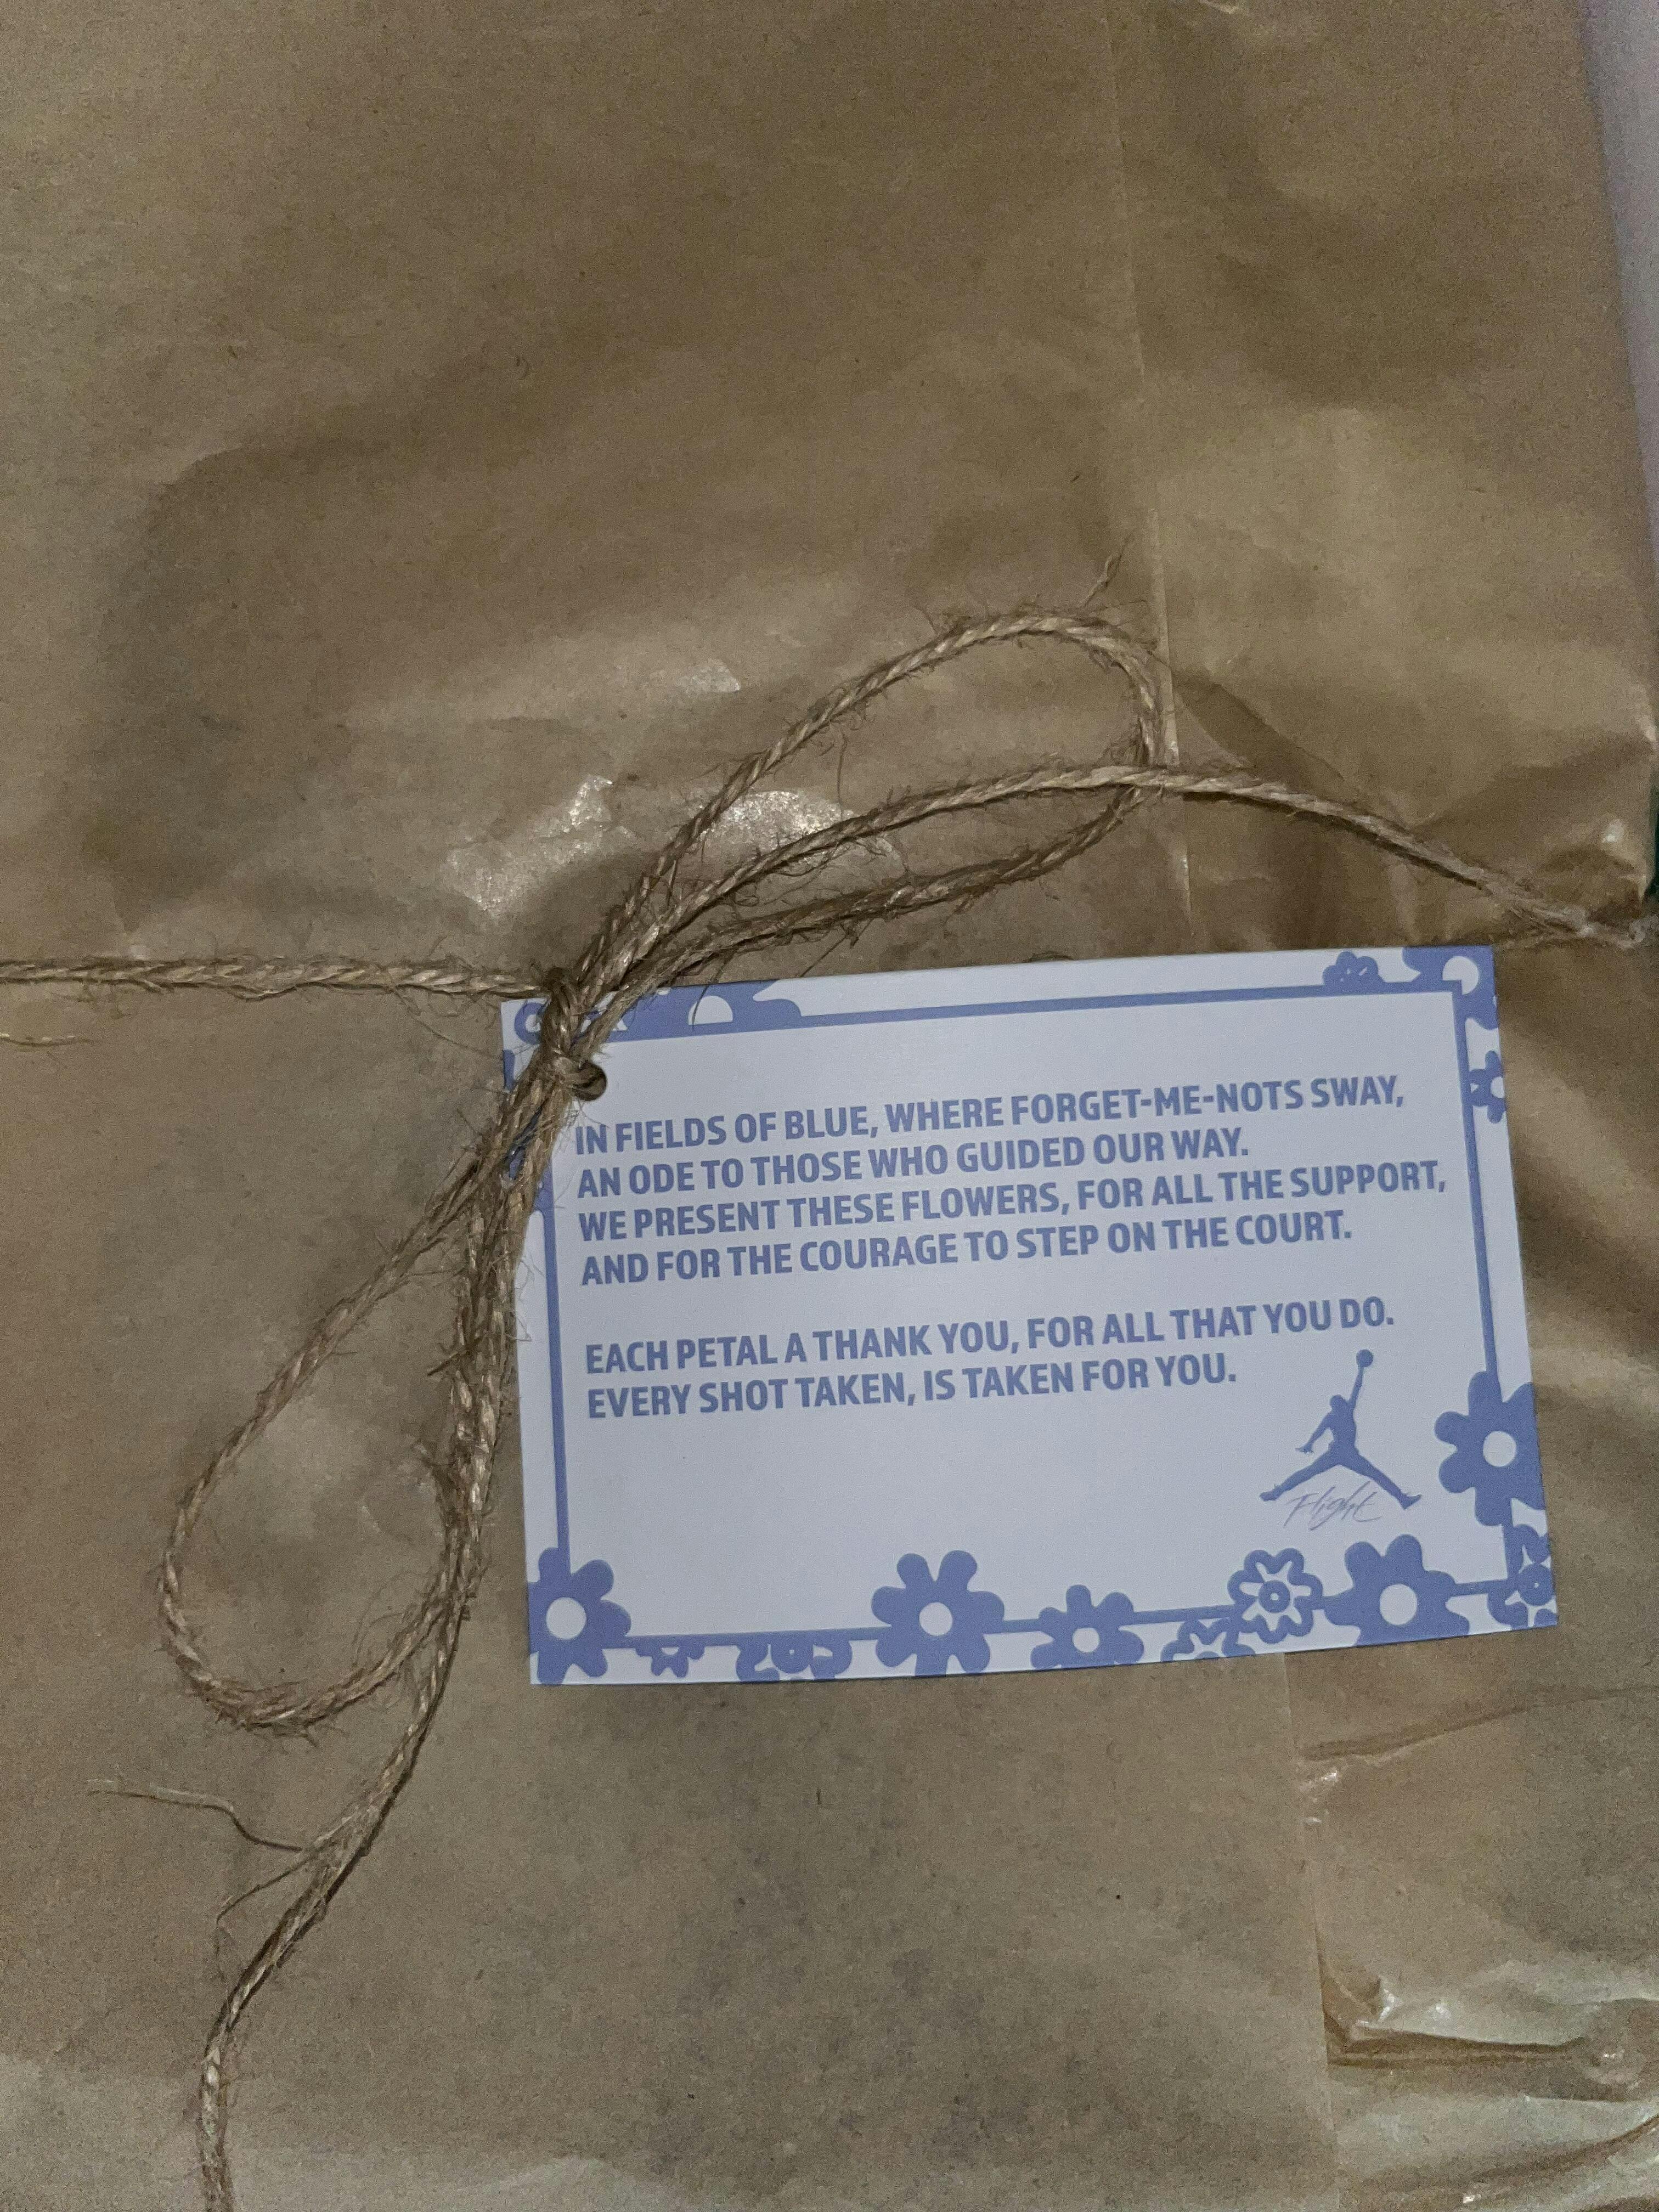 IN FIELDS OF BLUE, WHERE FORGET-ME-NOTS SWAY,
AN ODE TO THOSE WHO GUIDED OUR WAY.
WE PRESENT THESE FLOWERS, FOR ALL THE SUPPORT,
AND FOR THE COURAGE TO STEP ON THE COURT.
EACH PETAL A THANK YOU, FOR ALL THAT YOU DO.
EVERY SHOT TAKEN, IS TAKEN FOR YOU.
Flight